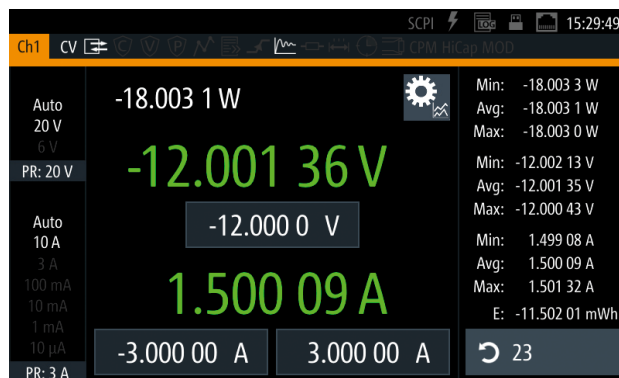 SCPI LOG 15:29:49
Ch1 CV C V P CPM HiCap MOD
Auto
20 V
6 V
PR: 20 V
Auto
10 A
3 A
100 mA
10 mA
1 mA
10 µA
PR: 3 A
-18.003 1 W
-12.001 36 V
-12.000 0 V
1.500 09 A
-3.000 00 A 3.000 00 A
Min: -18.003 3 W
Avg: -18.003 1 W
Max: -18.003 0 W
Min: -12.002 13 V
Avg: -12.001 35 V
Max: -12.000 43 V
Min: 1.499 08 A
Avg: 1.500 09 A
Max: 1.501 32 A
E: -11.502 01 mWh
23